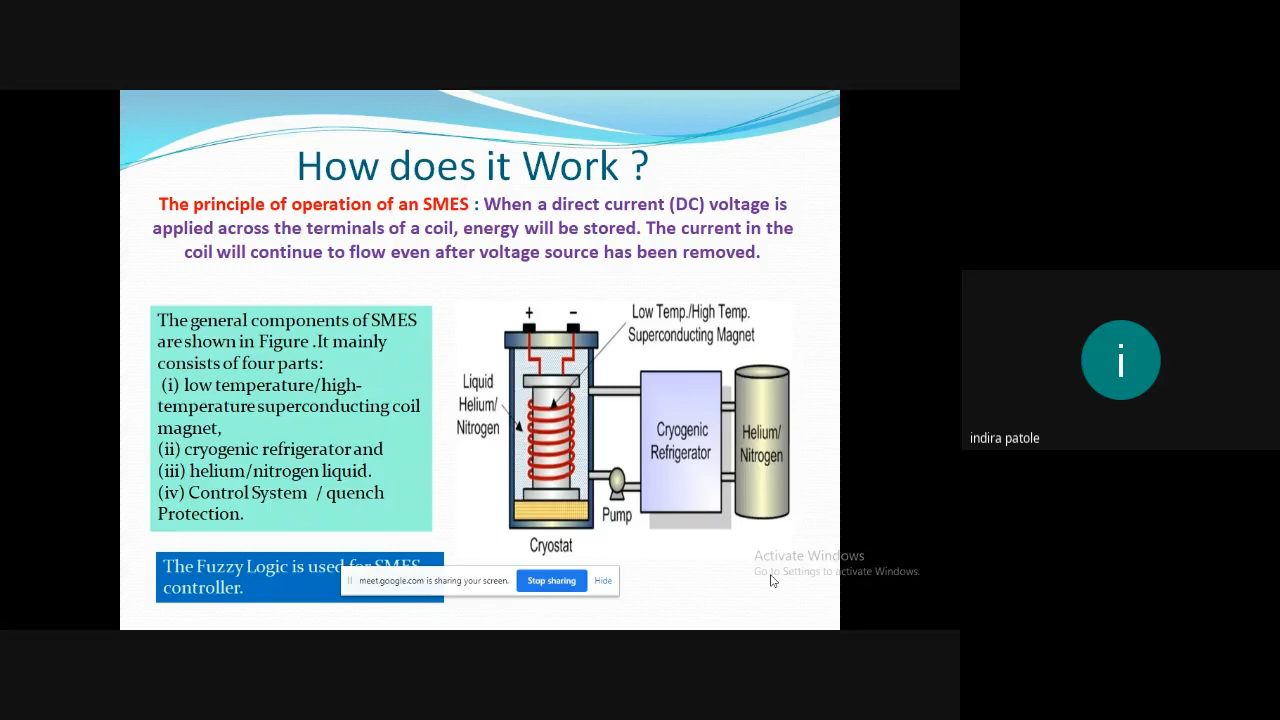 How does it Work ?
The principle of operation of an SMES : When a direct current (DC) voltage is
applied across the terminals of a coil, energy will be stored. The current in the
coil will continue to flow even after voltage source has been removed.
The general components of SMES
are shown in Figure .It mainly
consists of four parts:
(i) low temperature/high-
temperature superconducting coil
magnet,
(ii) cryogenic refrigerator and
(iii) helium/nitrogen liquid.
(iv) Control System / quench
Protection.
+ −
Low Temp./High Temp.
Superconducting Magnet
Liquid
Helium/
Nitrogen
Cryogenic
Refrigerator
Helium/
Nitrogen
Pump
Cryostat
The Fuzzy Logic is used for SMES
controller.
meet.google.com is sharing your screen. Stop sharing Hide
Activate Windows
Go to Settings to activate Windows.
i
indira patole